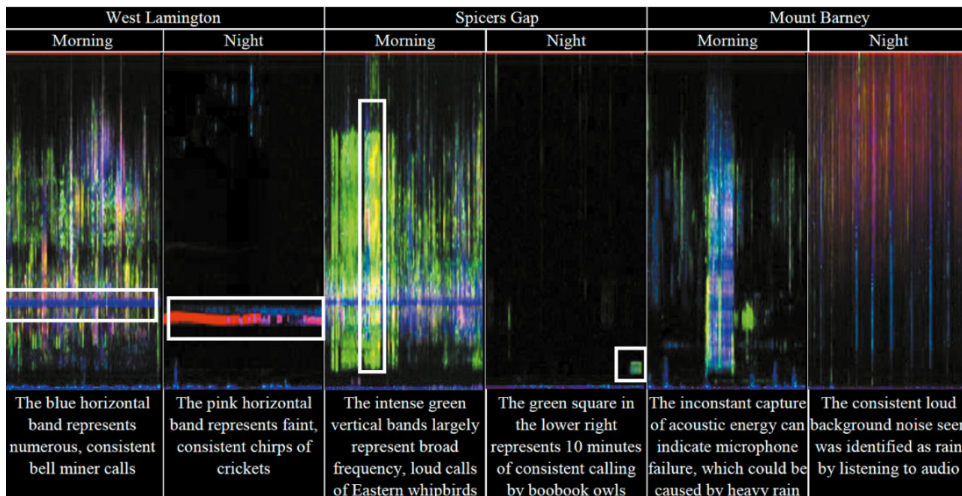 West Lamington
Spicers Gap
Mount Barney
Morning
Night
Morning
Night
Morning
Night
The blue horizontal
band represents
numerous, consistent
bell miner calls
The pink horizontal
band represents faint,
consistent chirps of
crickets
The intense green
vertical bands largely
represent broad
frequency, loud calls
of Eastern whipbirds
The green square in
the lower right
represents 10 minutes
of consistent calling
by boobook owls
The inconstant capture
of acoustic energy can
indicate microphone
failure, which could be
caused by heavy rain
The consistent loud
background noise seen
was identified as rain
by listening to audio